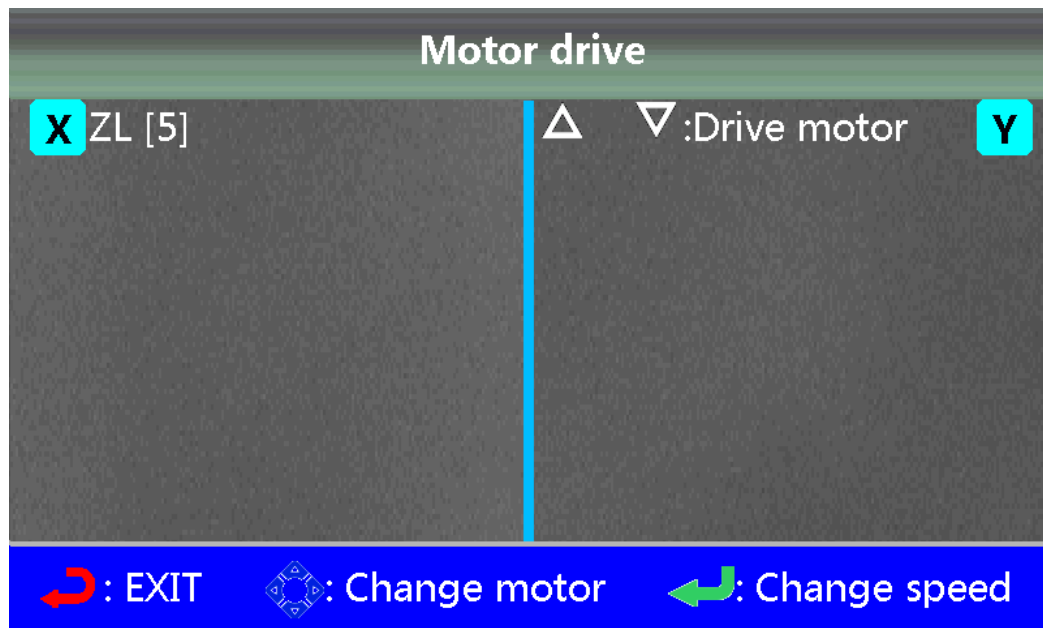 Motor drive
X ZL [5] △ ▽ :Drive motor Y
: EXIT : Change motor : Change speed